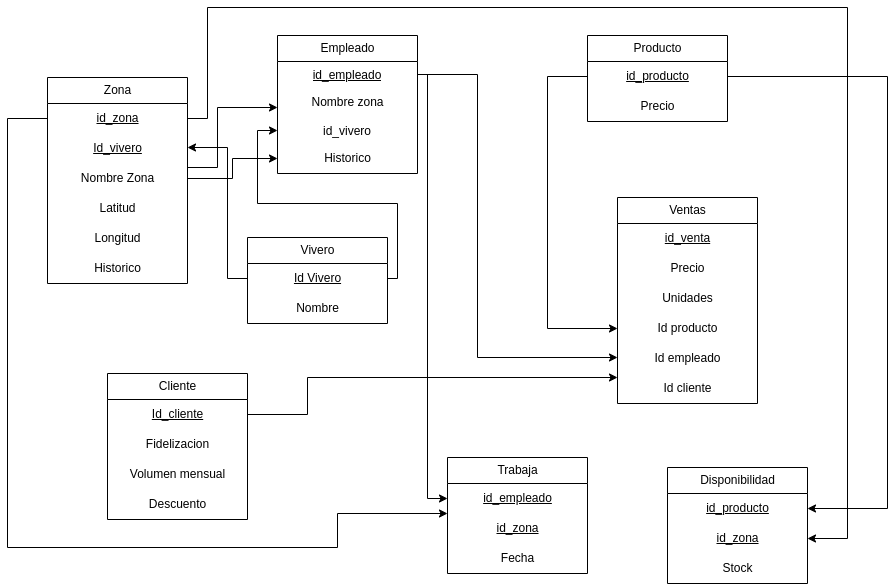 Zona
id_zona
Id_vivero
Nombre Zona
Latitud
Longitud
Historico
Empleado
id_empleado
Nombre zona
id_vivero
Historico
Producto
id_producto
Precio
Vivero
Id Vivero
Nombre
Ventas
id_venta
Precio
Unidades
Id producto
Id empleado
Id cliente
Cliente
Id_cliente
Fidelizacion
Volumen mensual
Descuento
Trabaja
id_empleado
id_zona
Fecha
Disponibilidad
id_producto
id_zona
Stock